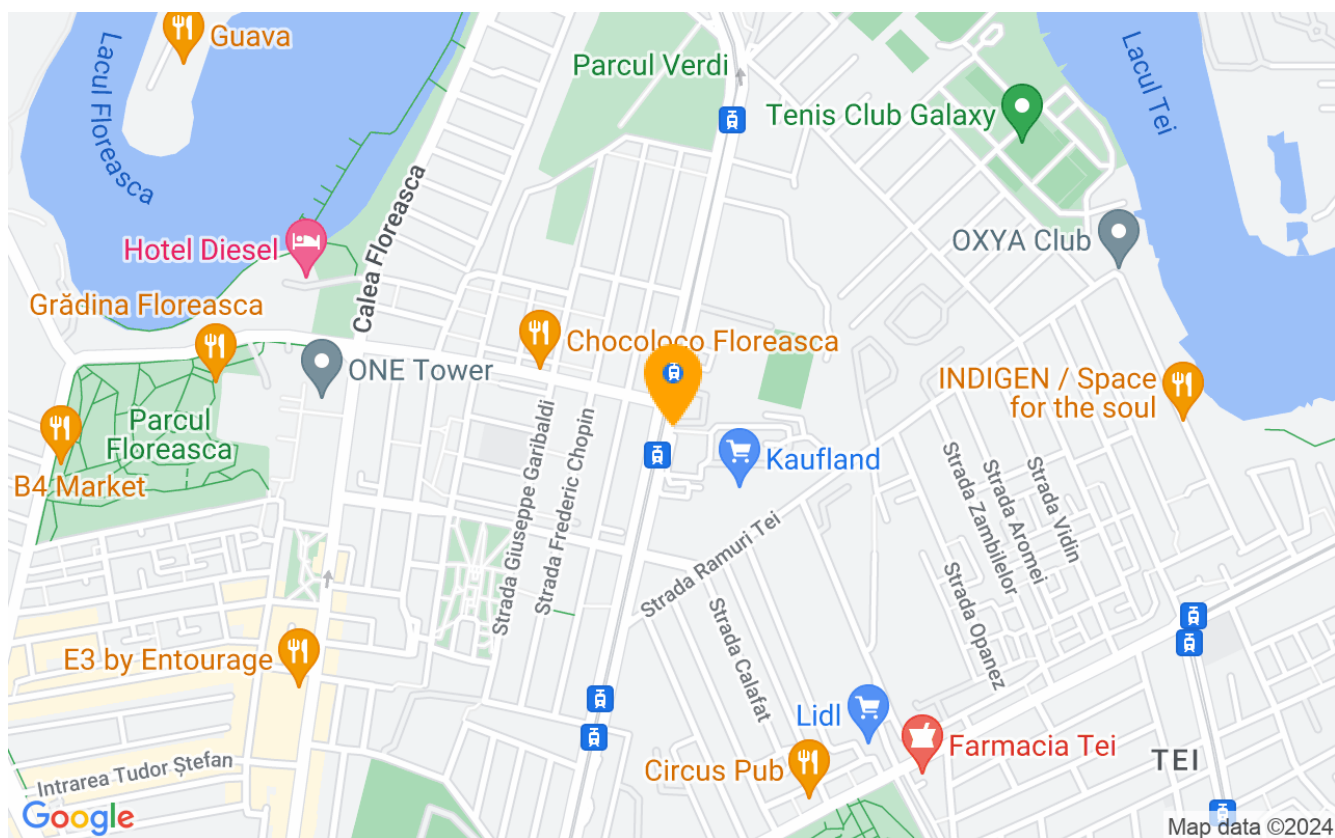 Guava
Lacul Floreasca
Parcul Verdi
Tenis Club Galaxy
Lacul Tei
Calea Floreasca
Hotel Diesel
OXYA Club
Grădina Floreasca
Chocoloco Floreasca
ONE Tower
INDIGEN / Space
for the soul
Parcul
Floreasca
B4 Market
Strada Giuseppe Garibaldi
Strada Frederic Chopin
Kaufland
Strada Ramuri Tei
Strada Zambilelor
Strada Aromei
Strada Vidin
Strada Opanez
Strada Calafat
E3 by Entourage
Lidl
Farmacia Tei
TEI
Circus Pub
Intrarea Tudor Ștefan
Google
Map data ©2024